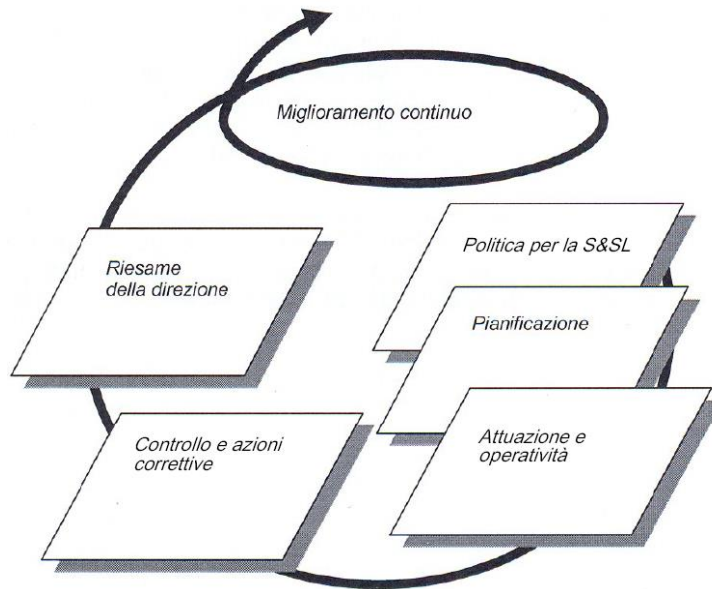 Miglioramento continuo
Politica per la S&SL
Pianificazione
Attuazione e
operatività
Controllo e azioni
correttive
Riesame
della direzione